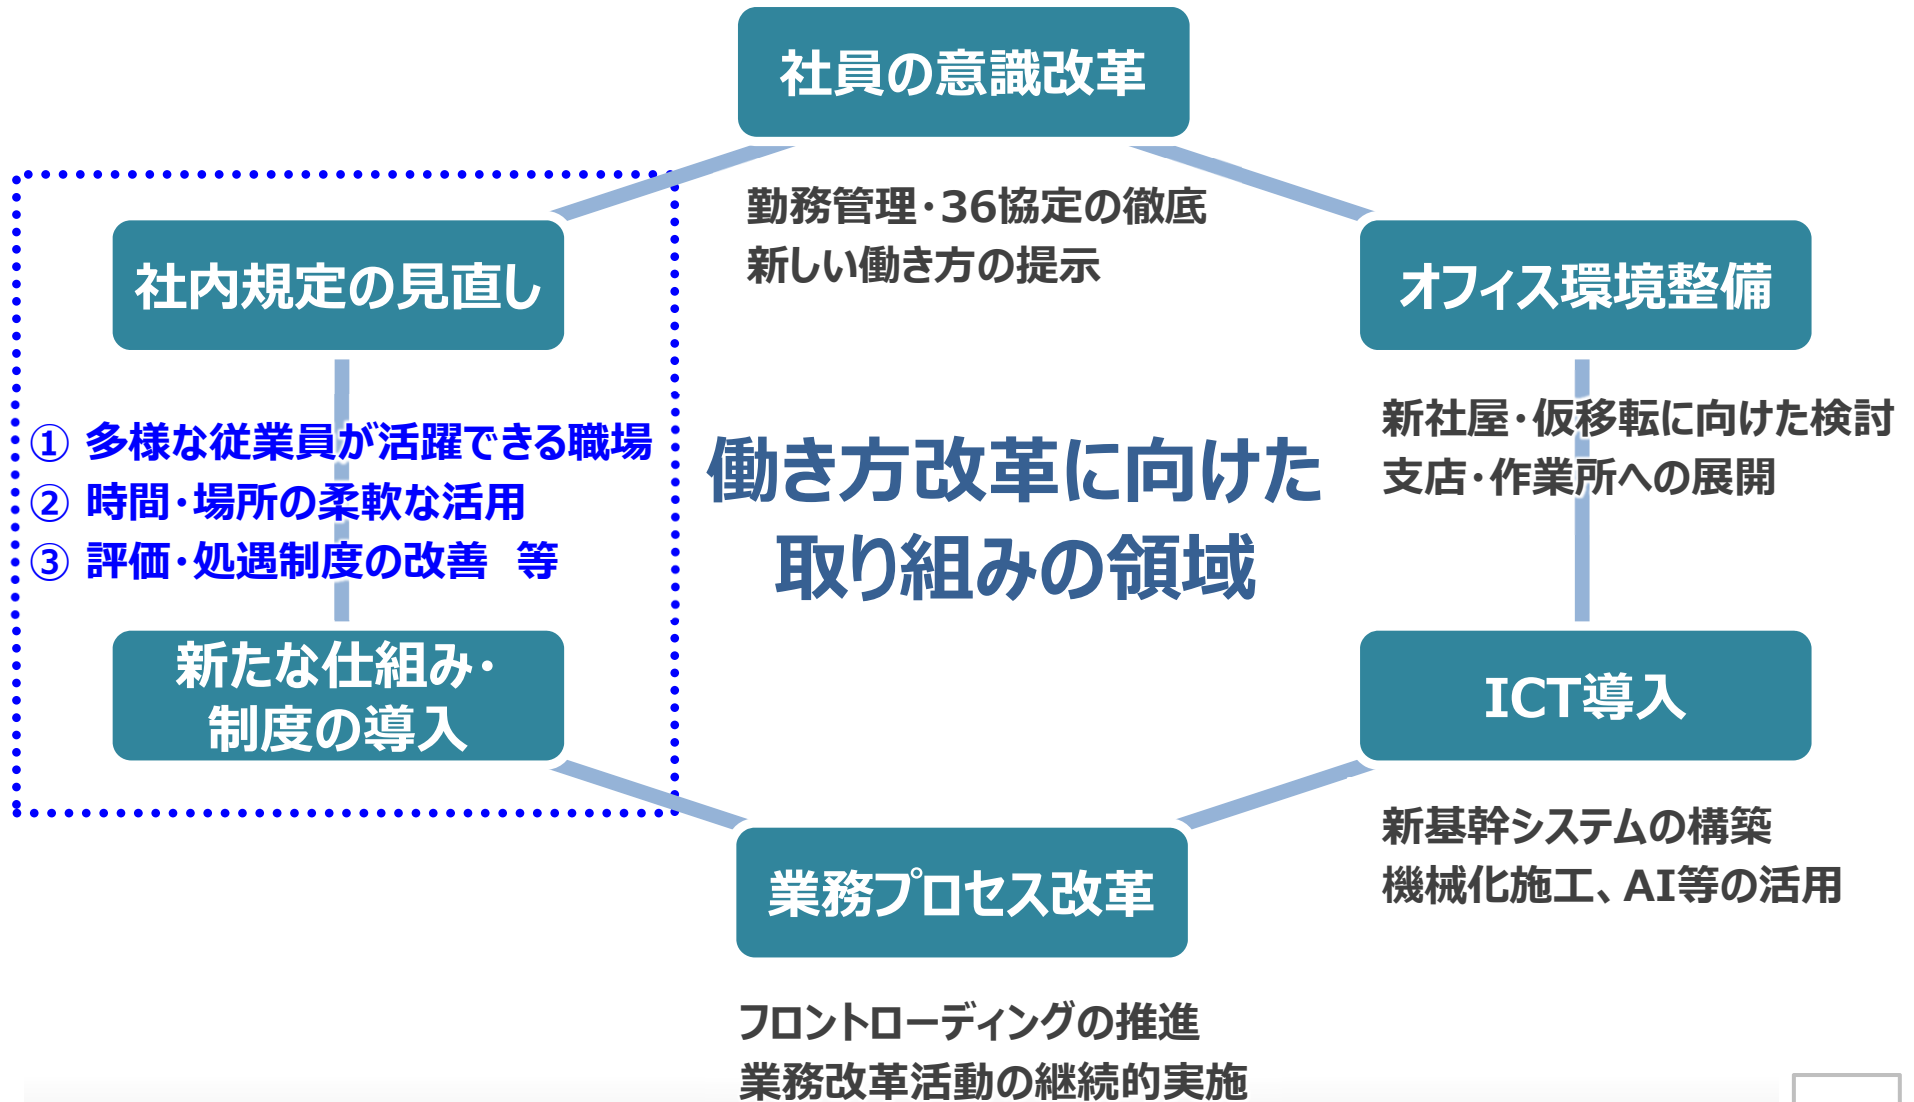 社員の意識改革
勤務管理・36協定の徹底
新しい働き方の提示
社内規定の見直し
オフィス環境整備
① 多様な従業員が活躍できる職場
② 時間・場所の柔軟な活用
③ 評価・処遇制度の改善 等
働き方改革に向けた
取り組みの領域
新社屋・仮移転に向けた検討
支店・作業所への展開
新たな仕組み・
制度の導入
ICT導入
新基幹システムの構築
機械化施工、AI等の活用
業務プロセス改革
フロントローディングの推進
業務改革活動の継続的実施